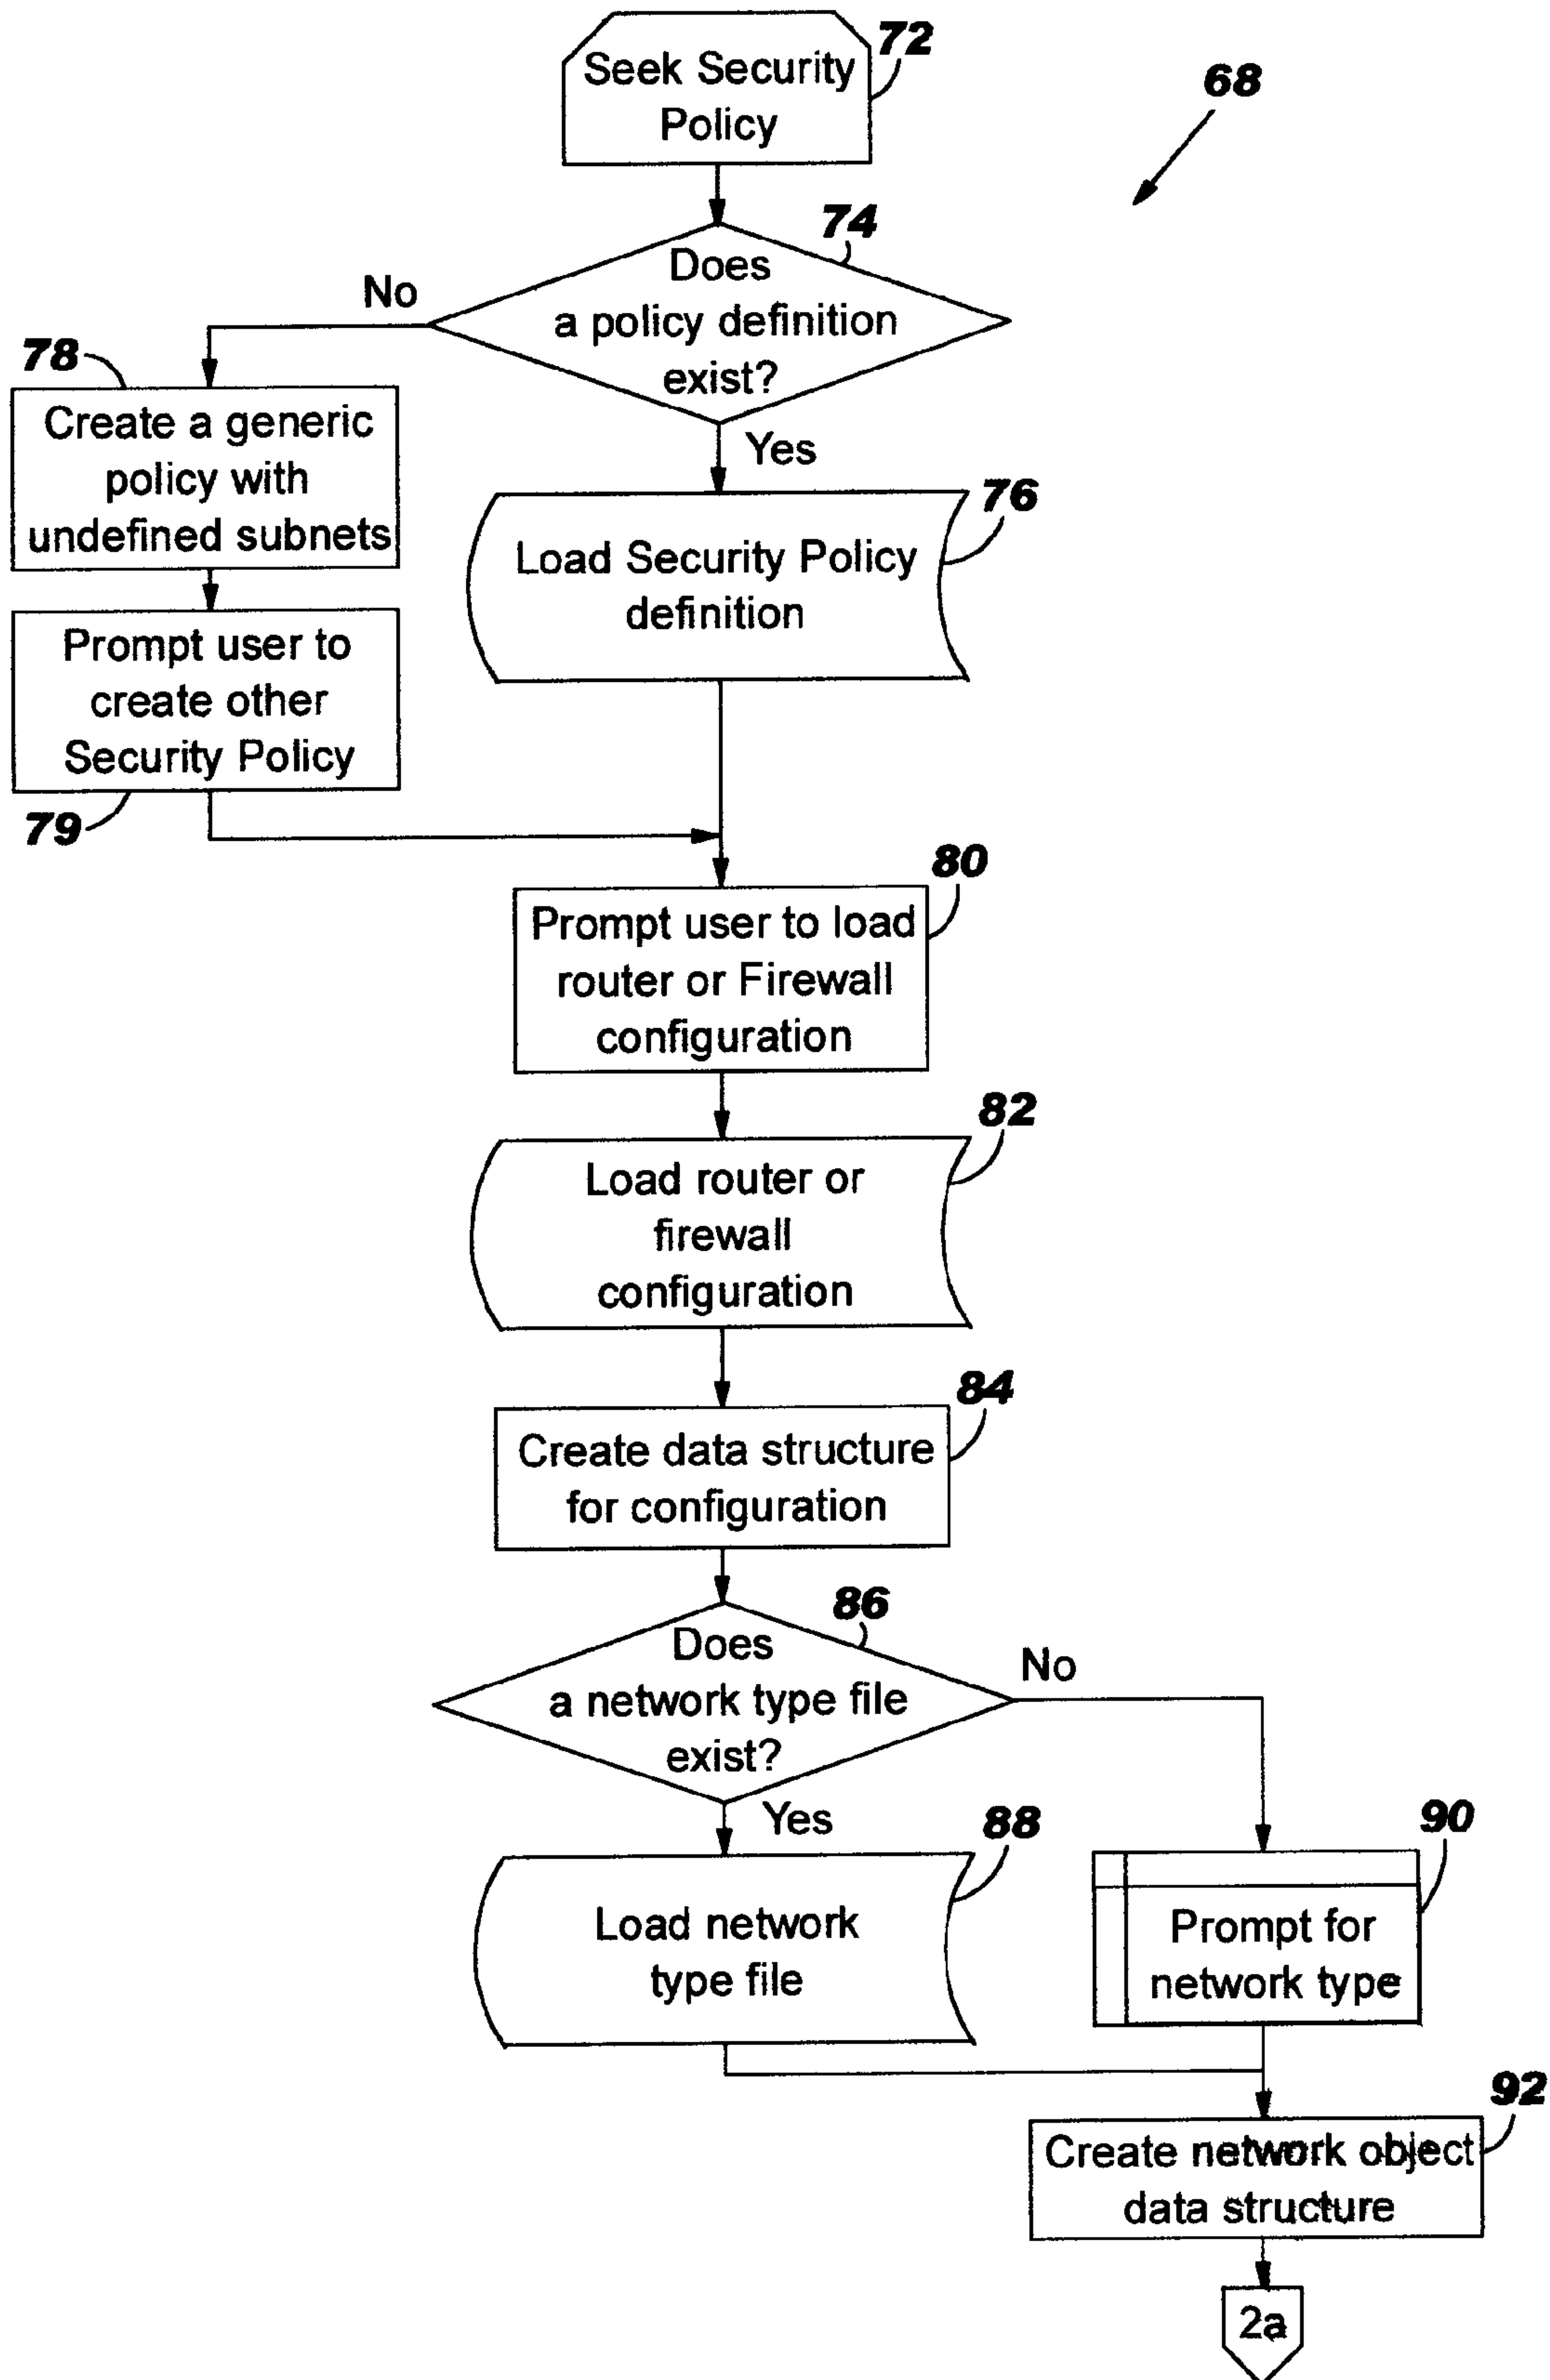 72
Seek Security
Policy
68
74
Does
a policy definition
exist?
No
Yes
78
Create a generic
policy with
undefined subnets
76
Load Security Policy
definition
Prompt user to
create other
Security Policy
79
80
Prompt user to load
router or Firewall
configuration
82
Load router or
firewall
configuration
84
Create data structure
for configuration
86
Does
a network type file
exist?
No
Yes
88
Load network
type file
90
Prompt for
network type
92
Create network object
data structure
2a